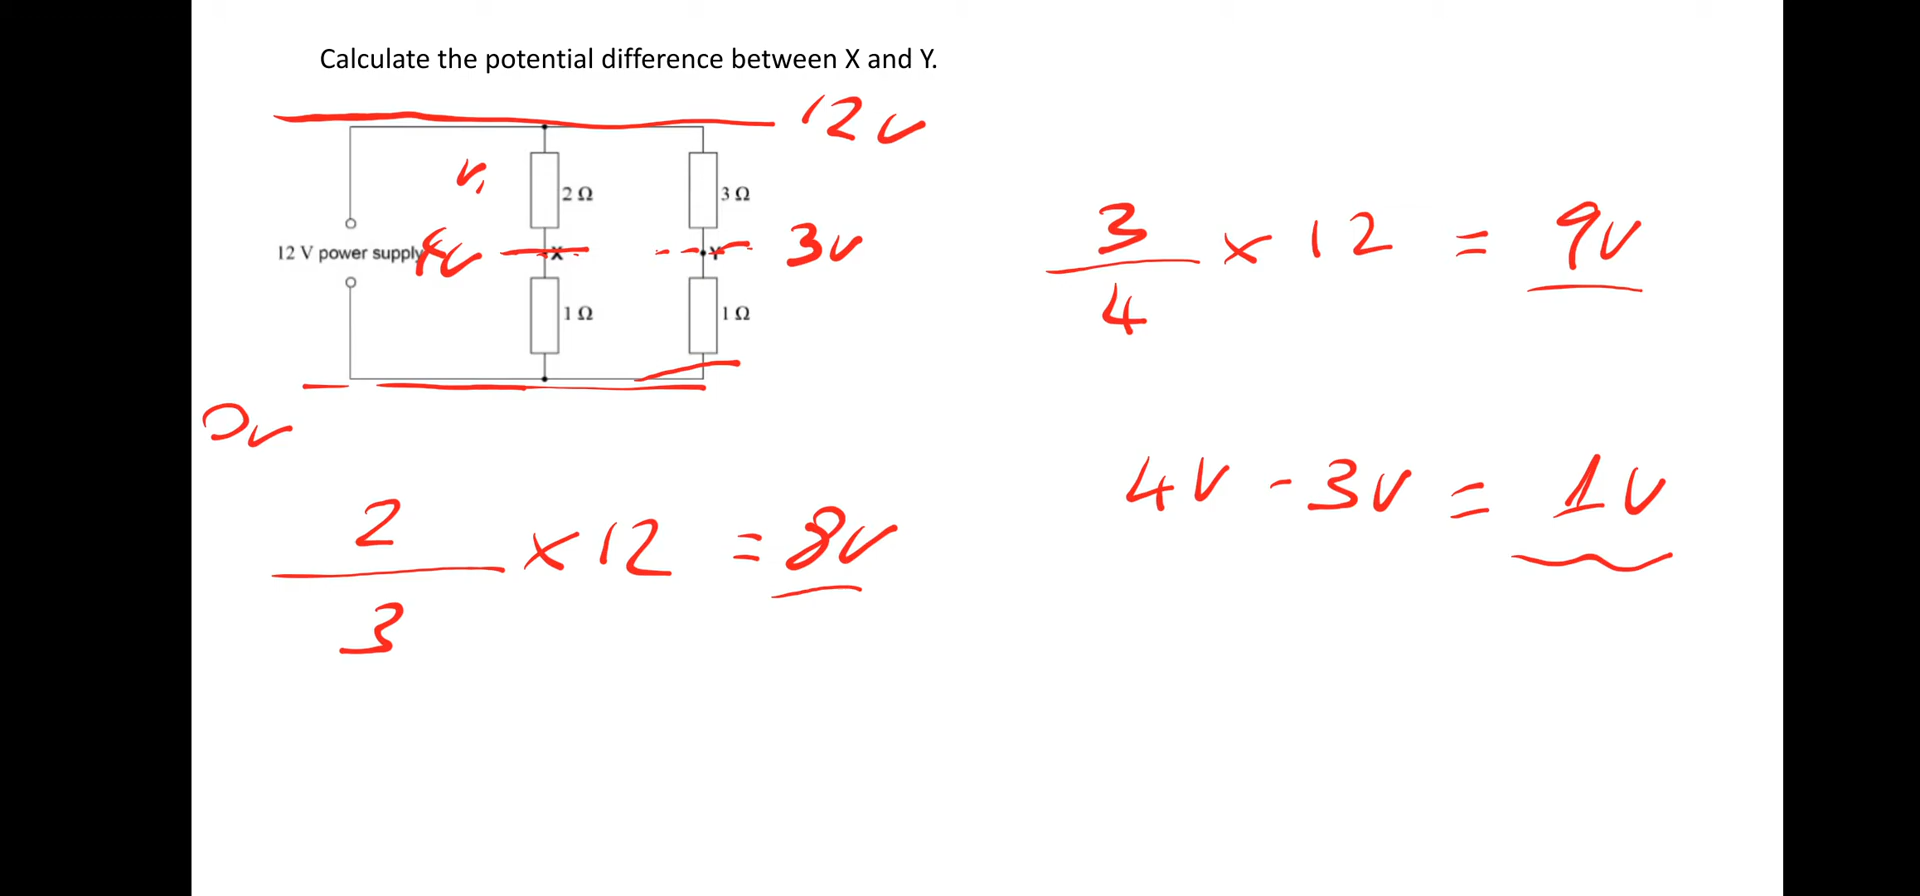 Calculate the potential difference between X and Y.
12V
V₁
2 Ω
3 Ω
12 V power supply
4V
X
Y
3V
1 Ω
1 Ω
0V
3/4 × 12 = 9V
4V - 3V = 1V
2/3 × 12 = 8V